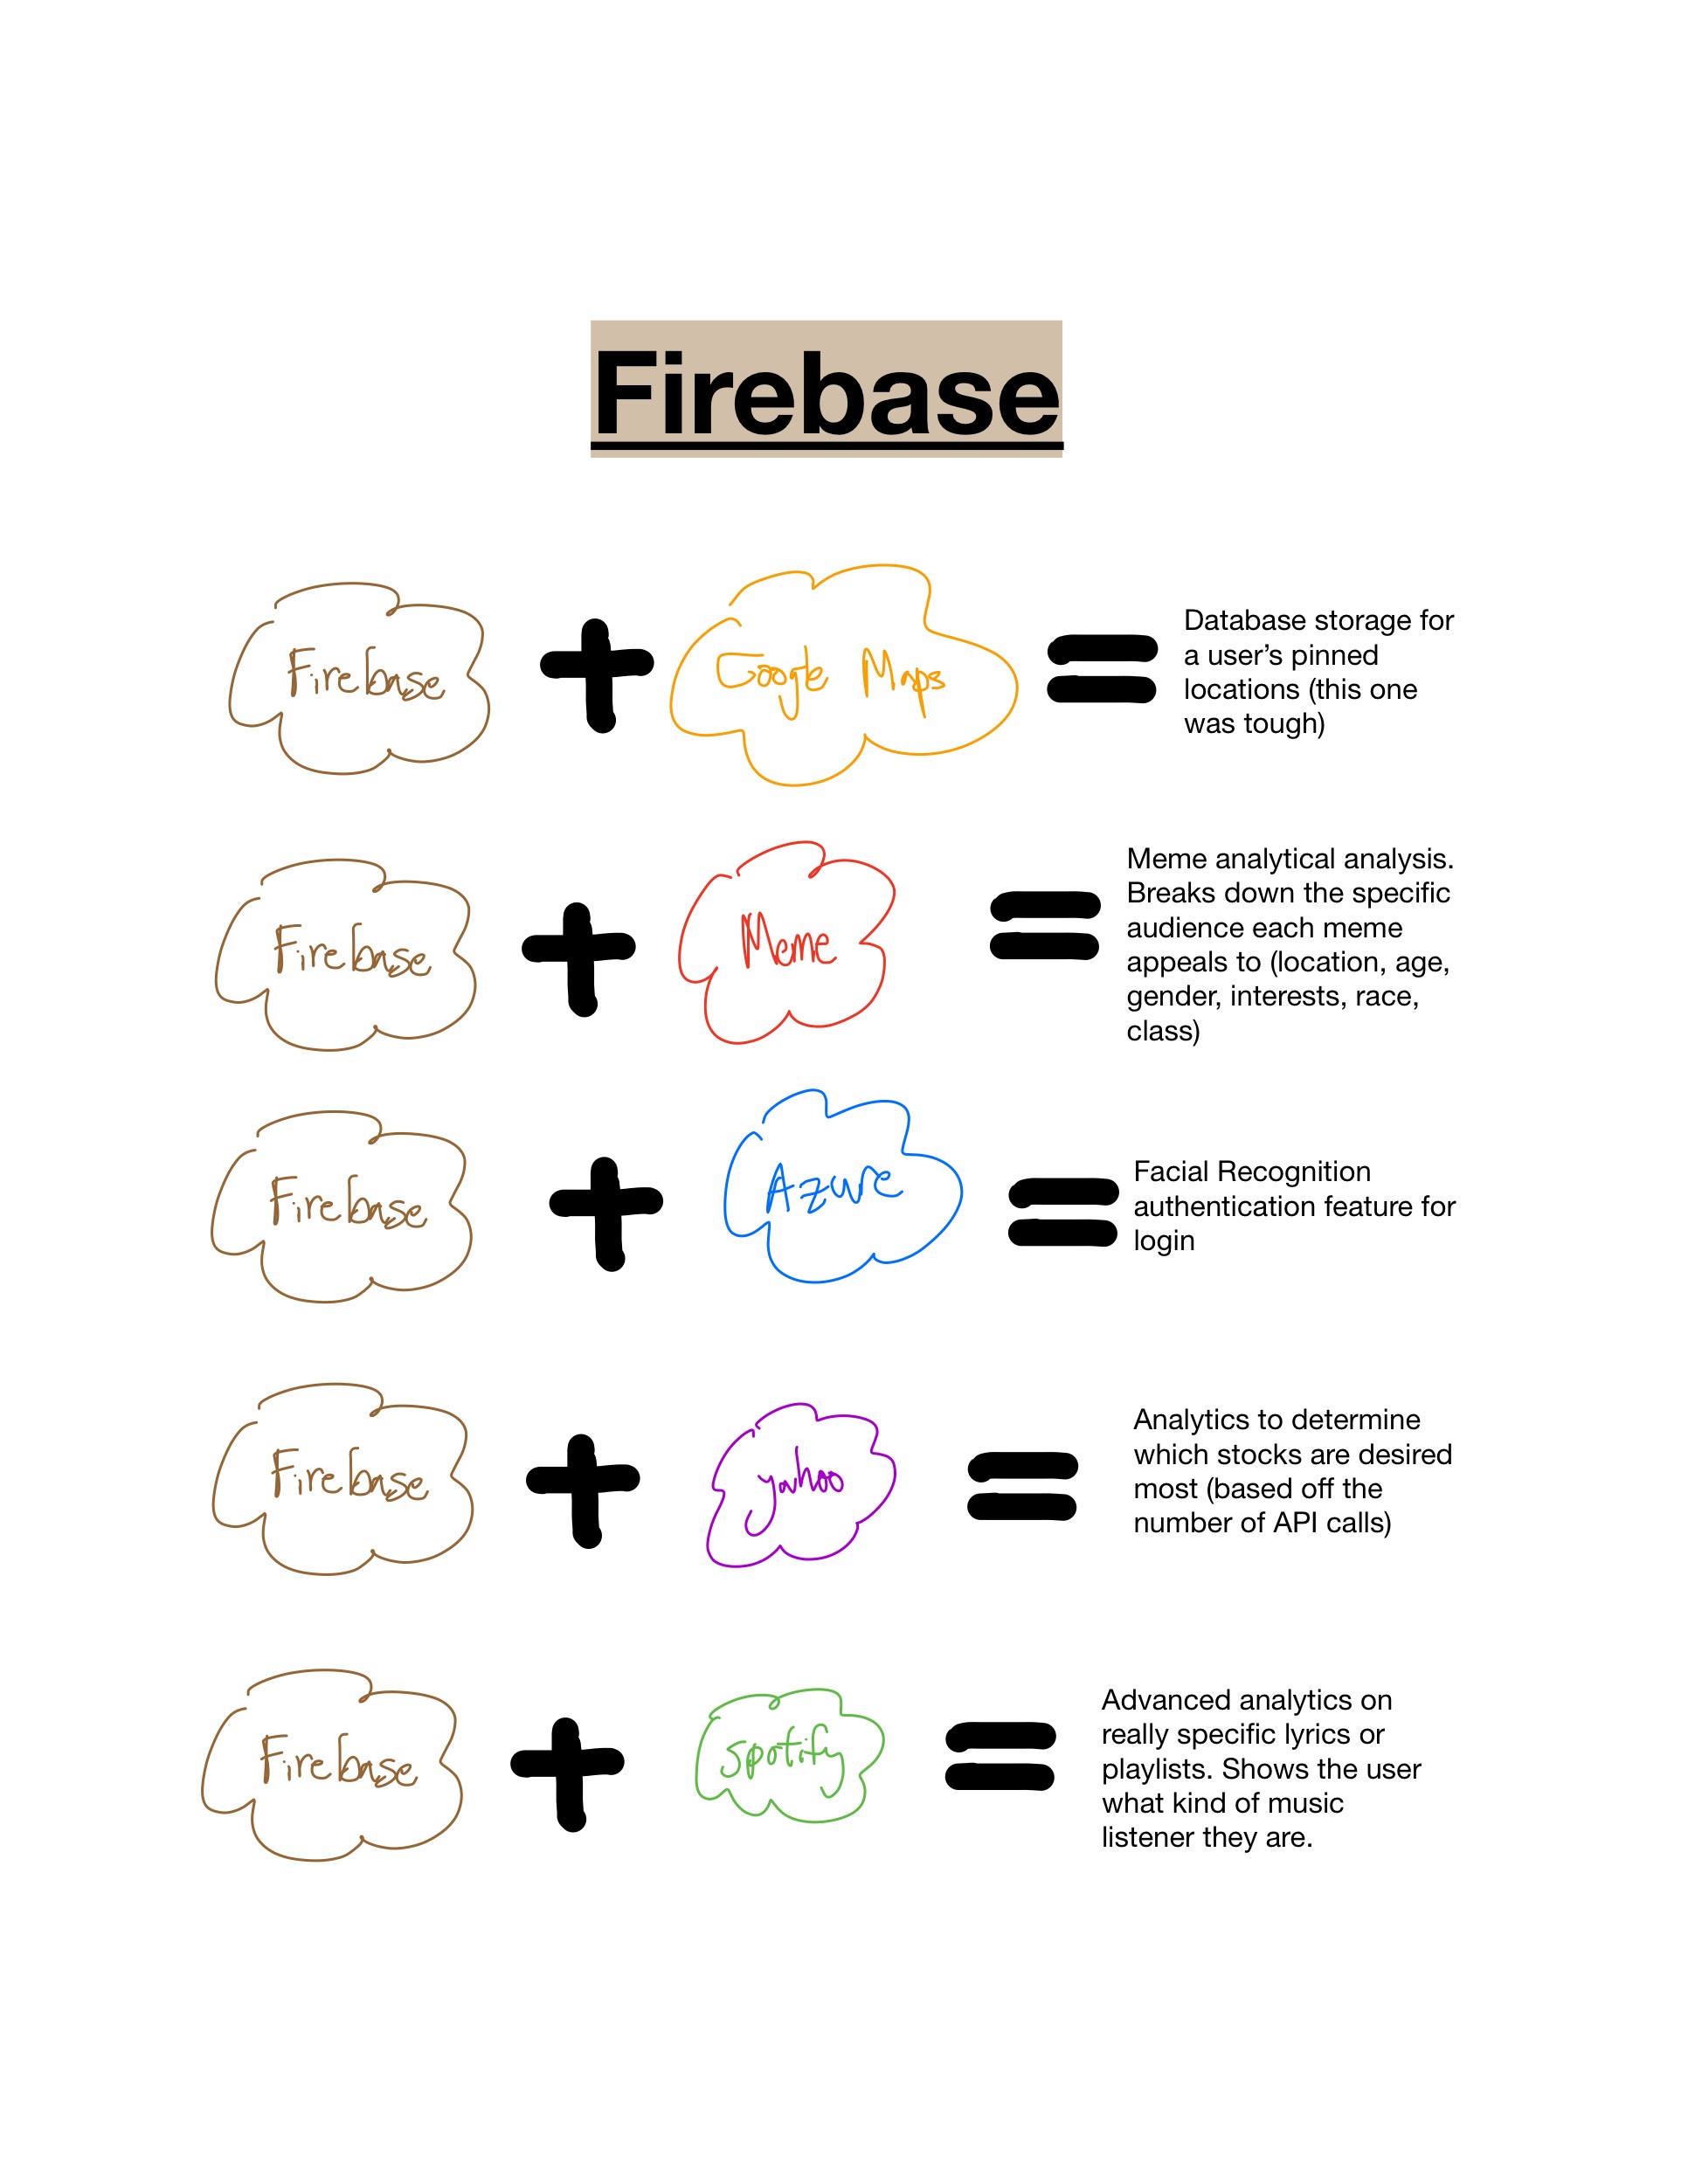 Firebase
Firebase + Google Maps = Database storage for
a user's pinned
locations (this one
was tough)
Firebase + Meme = Meme analytical analysis.
Breaks down the specific
audience each meme
appeals to (location, age,
gender, interests, race,
class)
Firebase + Azure = Facial Recognition
authentication feature for
login
Firebase + yahoo = Analytics to determine
which stocks are desired
most (based off the
number of API calls)
Firebase + spotify = Advanced analytics on
really specific lyrics or
playlists. Shows the user
what kind of music
listener they are.